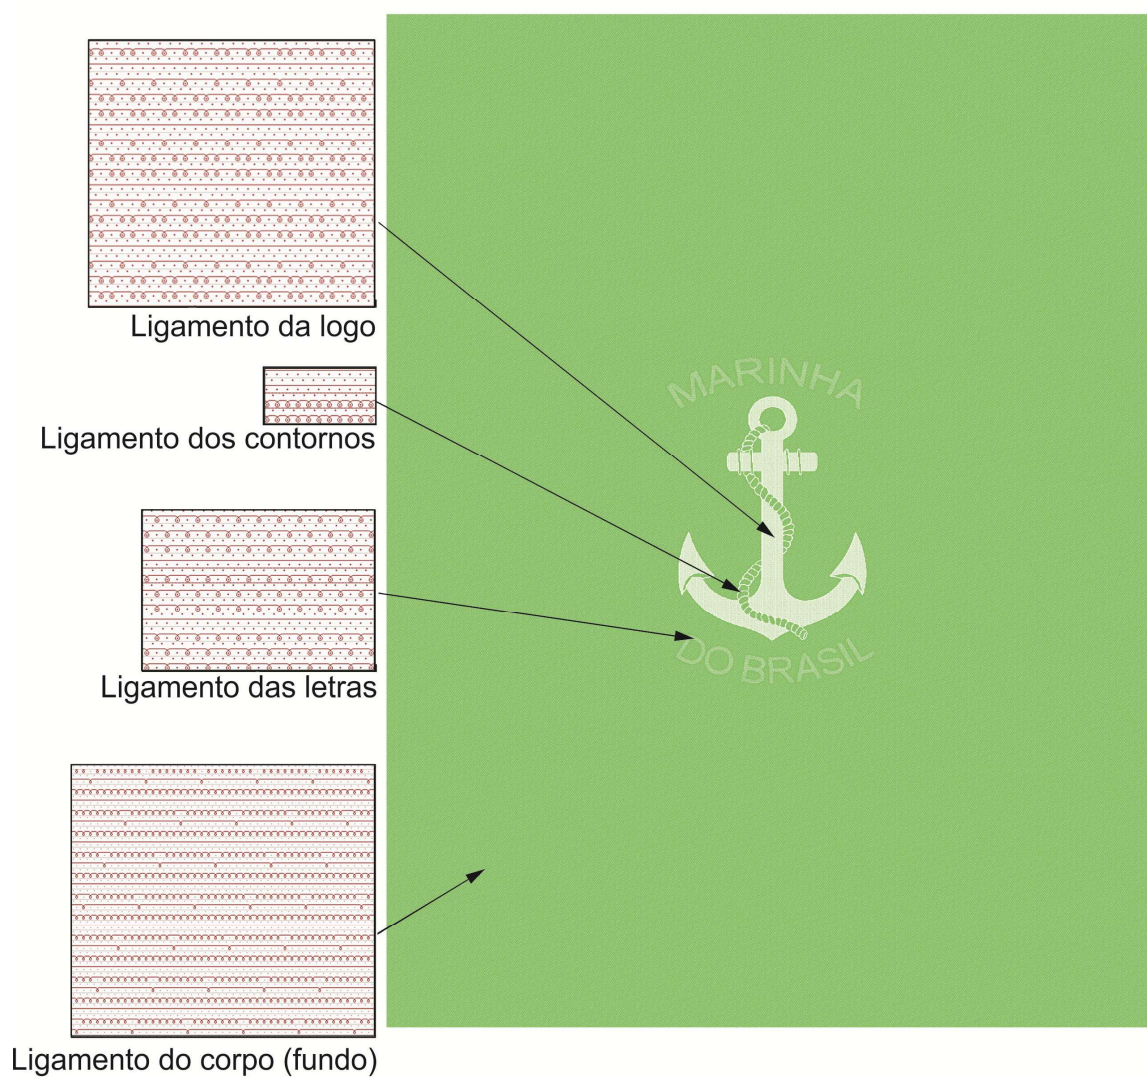 Ligamento da logo
MARINHA
Ligamento dos contornos
Ligamento das letras
DO BRASIL
Ligamento do corpo (fundo)